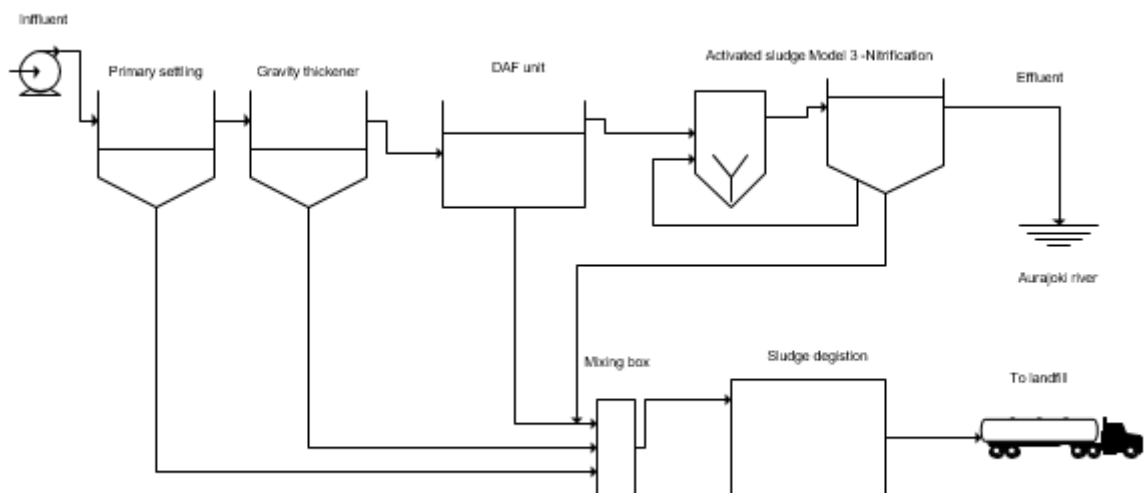 Inffluent
Primary settling
Gravity thickener
DAF unit
Activated sludge Model 3 -Nitrification
Effluent
Aurajoki river
Mixing box
Sludge degistion
To landfill